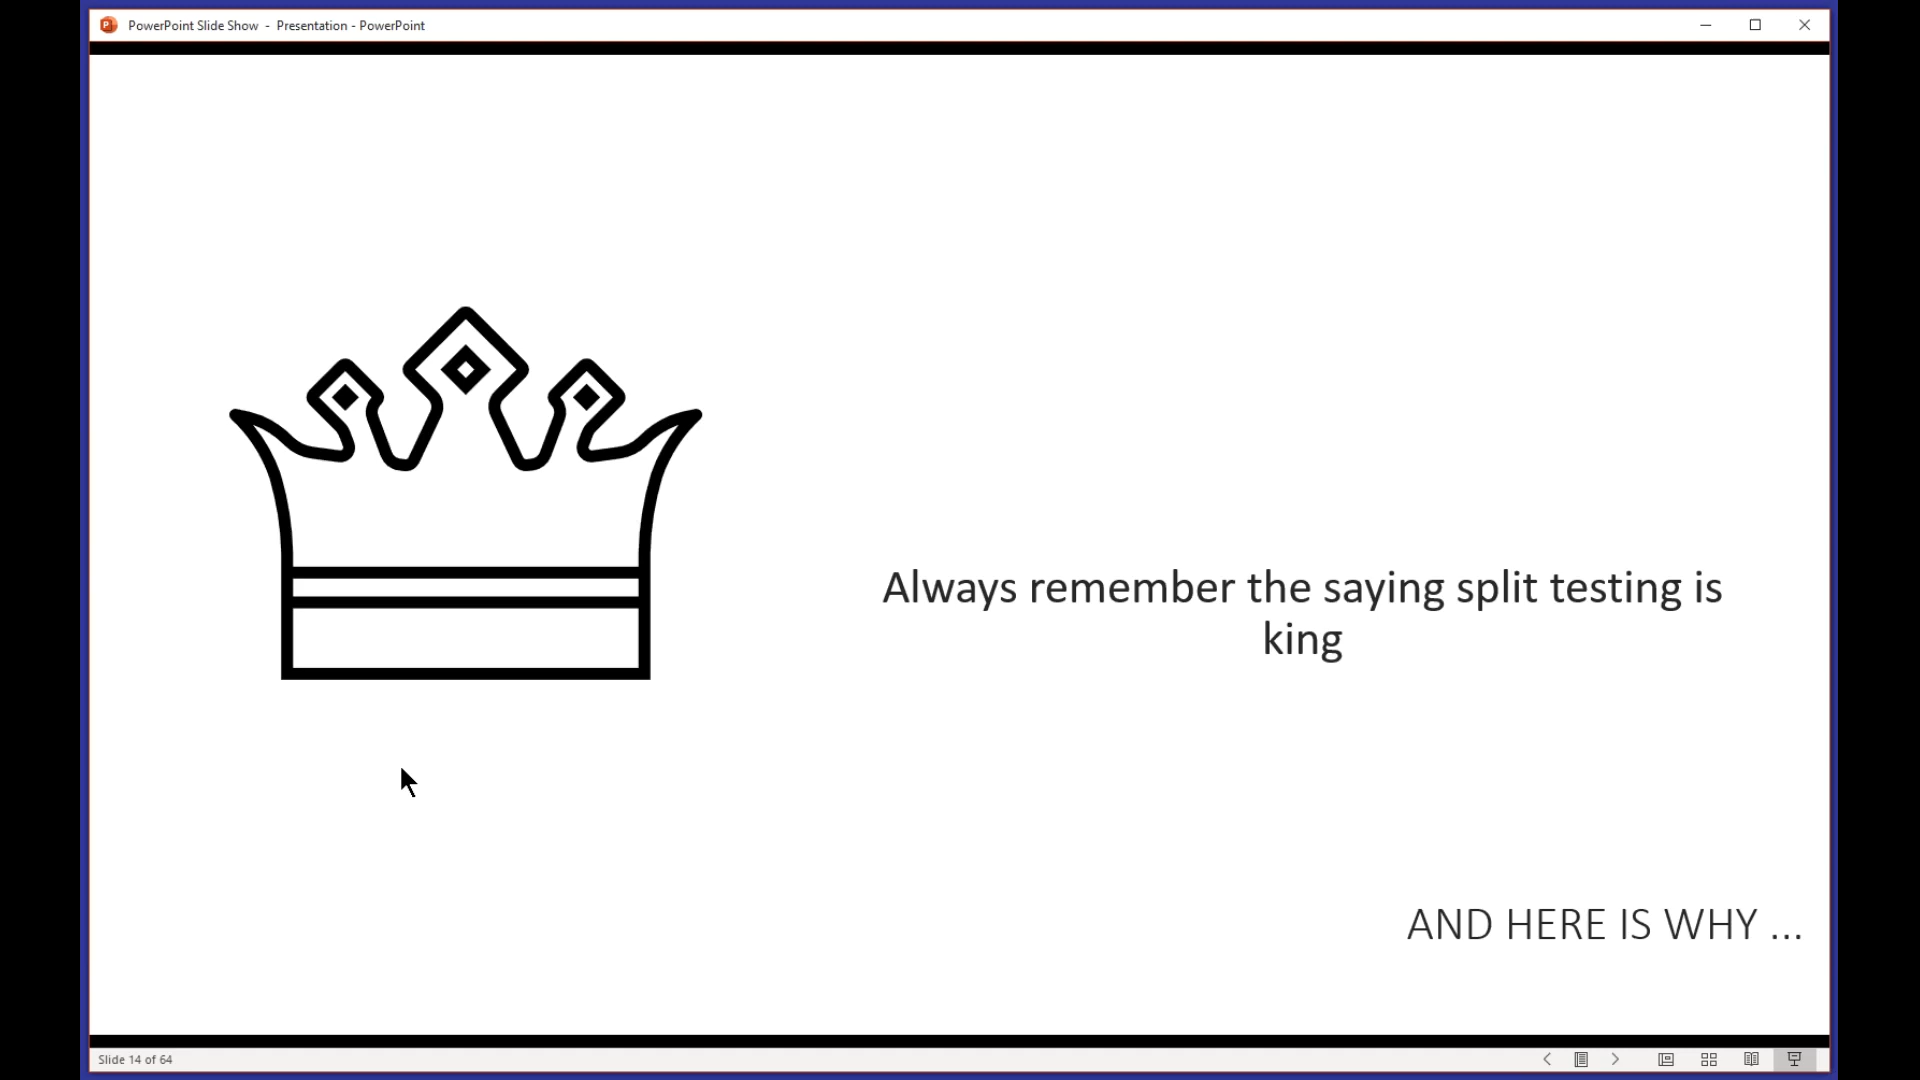 PowerPoint Slide Show - Presentation - PowerPoint
Always remember the saying split testing is
king
AND HERE IS WHY ...
Slide 14 of 64